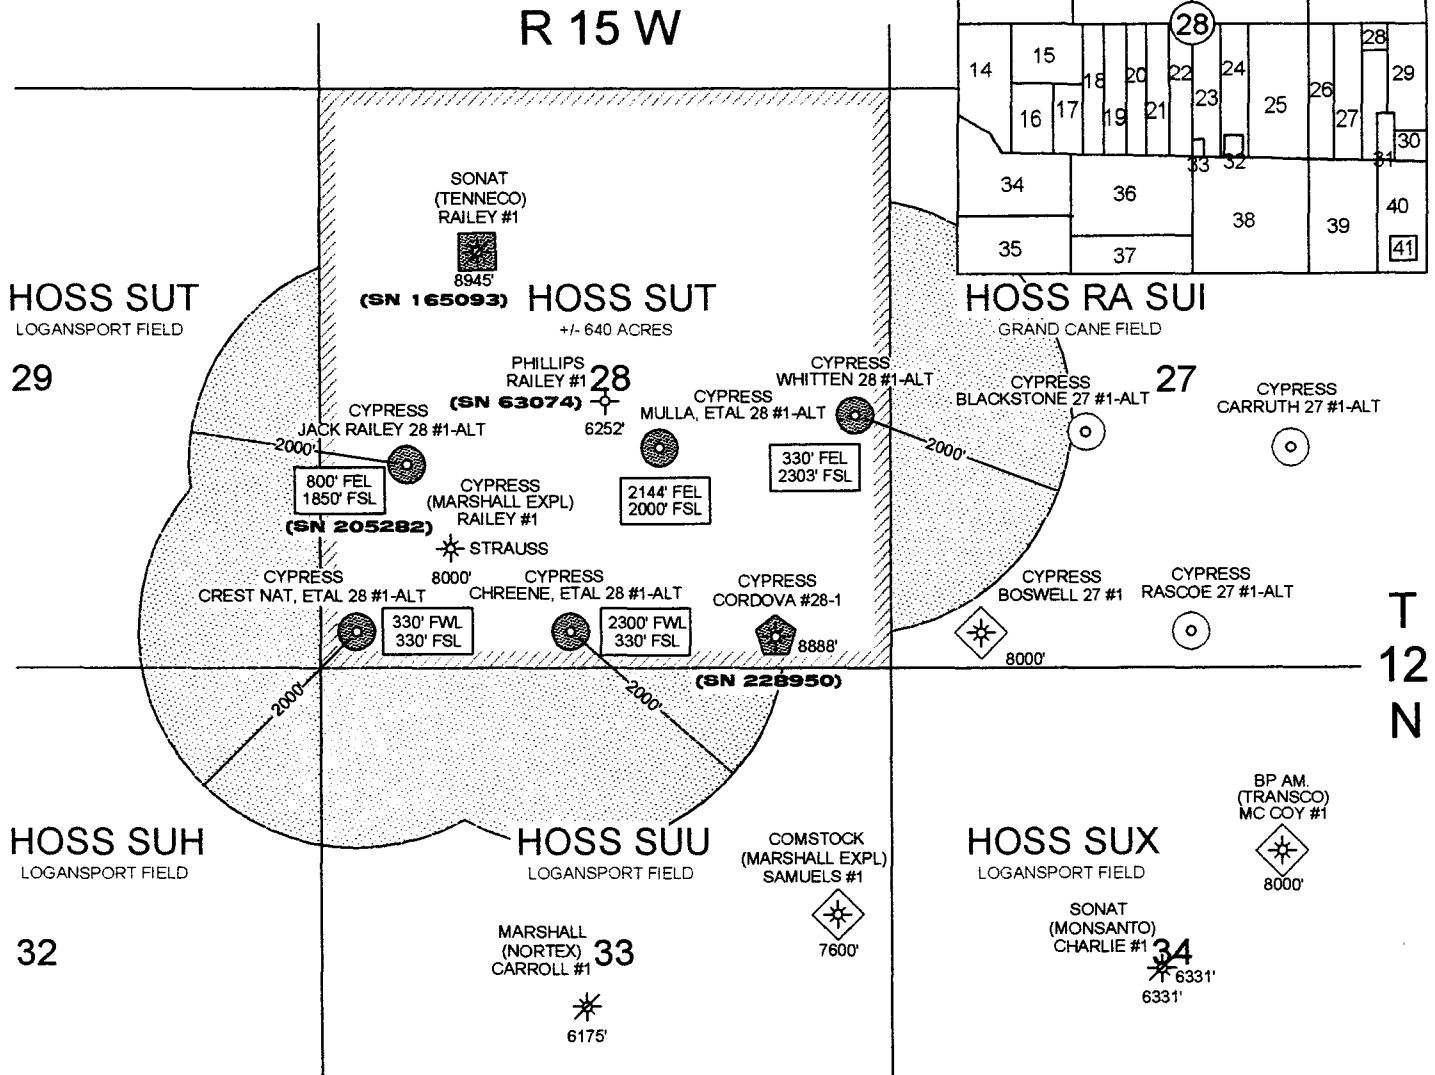 R 15 W
28
14
15
16
17
18
19
20
21
22
23
24
25
26
27
28
29
30
31
32
33
34
35
36
37
38
39
40
41
SONAT
(TENNECO)
RAILEY #1
8945'
(SN 165093)
HOSS SUT
LOGANSPORT FIELD
29
HOSS SUT
+/- 640 ACRES
28
HOSS RA SUI
GRAND CANE FIELD
27
PHILLIPS
RAILEY #1
(SN 63074)
6252'
CYPRESS
WHITTEN 28 #1-ALT
330' FEL
2303' FSL
2000'
CYPRESS
MULLA, ETAL 28 #1-ALT
2144' FEL
2000' FSL
CYPRESS
BLACKSTONE 27 #1-ALT
CYPRESS
CARRUTH 27 #1-ALT
CYPRESS
JACK RAILEY 28 #1-ALT
2000'
800' FEL
1850' FSL
(SN 205282)
CYPRESS
(MARSHALL EXPL)
RAILEY #1
STRAUSS
8000'
CYPRESS
CREST NAT, ETAL 28 #1-ALT
330' FWL
330' FSL
2000'
CYPRESS
CHREENE, ETAL 28 #1-ALT
2300' FWL
330' FSL
2000'
CYPRESS
CORDOVA #28-1
8888'
(SN 228950)
CYPRESS
BOSWELL 27 #1
8000'
CYPRESS
RASCOE 27 #1-ALT
T
12
N
HOSS SUH
LOGANSPORT FIELD
32
HOSS SUU
LOGANSPORT FIELD
33
COMSTOCK
(MARSHALL EXPL)
SAMUELS #1
7600'
MARSHALL
(NORTEX)
CARROLL #1
6175'
HOSS SUX
LOGANSPORT FIELD
34
BP AM.
(TRANSCO)
MC COY #1
8000'
SONAT
(MONSANTO)
CHARLIE #1
6331'
6331'